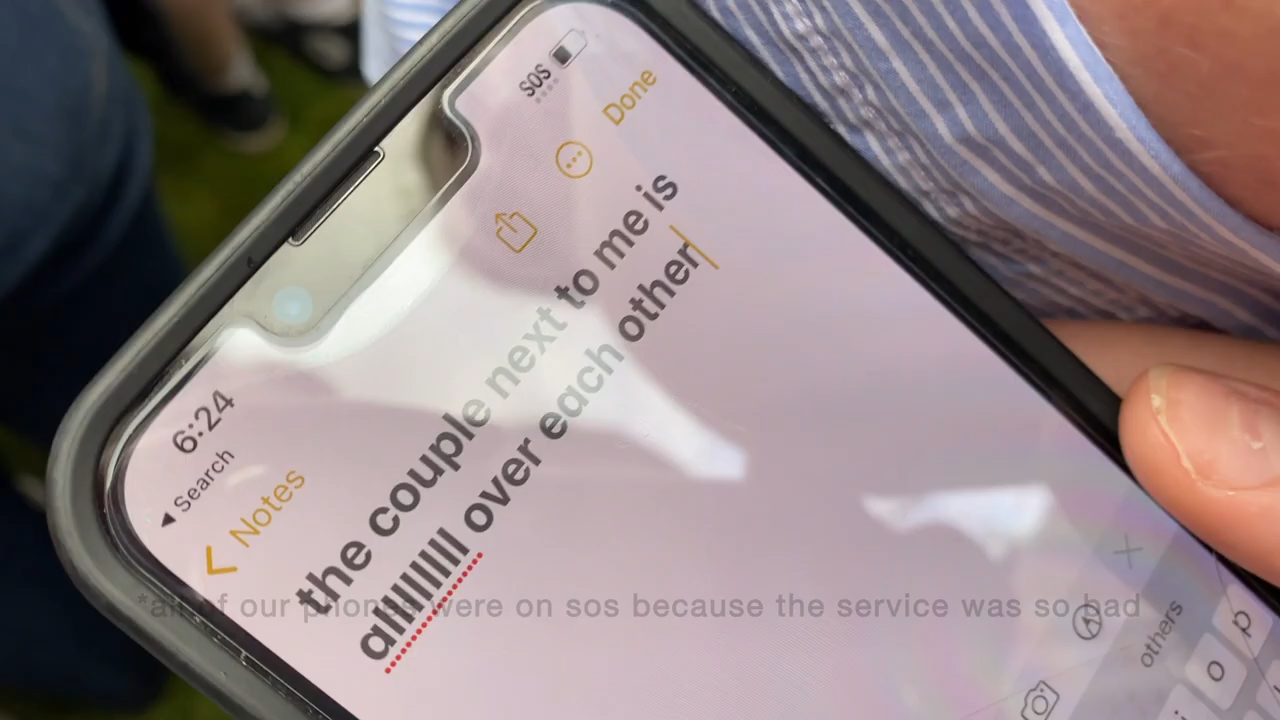 6:24
SOS
◀ Search
Notes
Done
the couple next to me is
allllllllll over each other
*all of our phones were on sos because the service was so bad
others
o
p